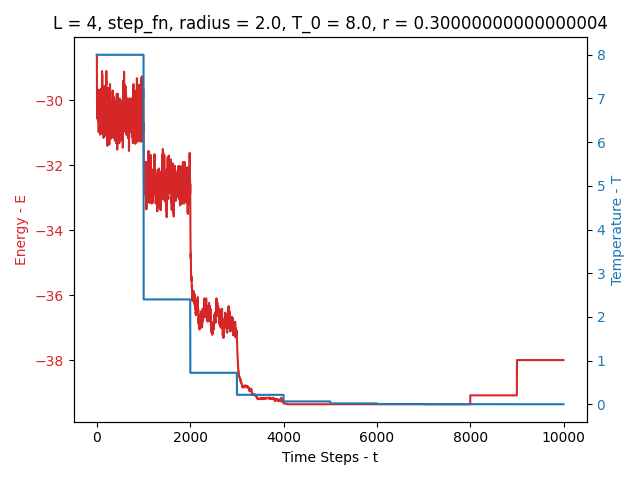 L = 4, step_fn, radius = 2.0, T_0 = 8.0, r = 0.30000000000000004
−30
−32
−34
−36
−38
Energy - E
8
7
6
5
4
3
2
1
0
Temperature - T
0 2000 4000 6000 8000 10000
Time Steps - t